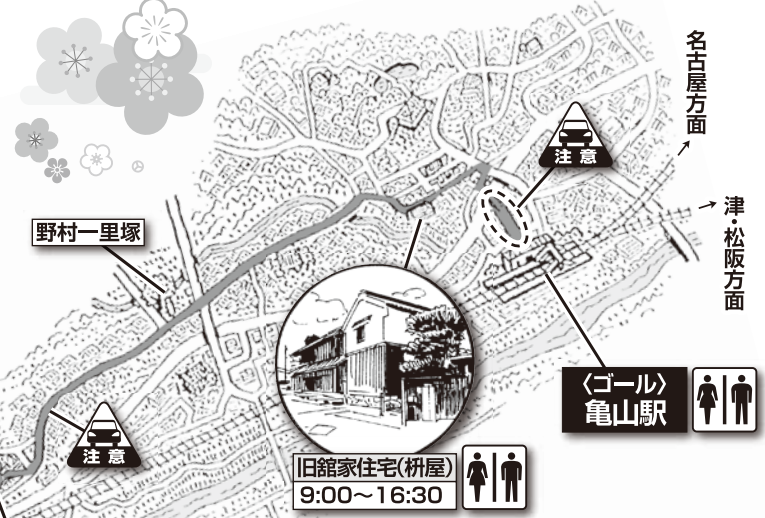 名古屋方面
注意
津・松阪方面
野村一里塚
〈ゴール〉
亀山駅
注意
旧舘家住宅(枡屋)
9:00〜16:30